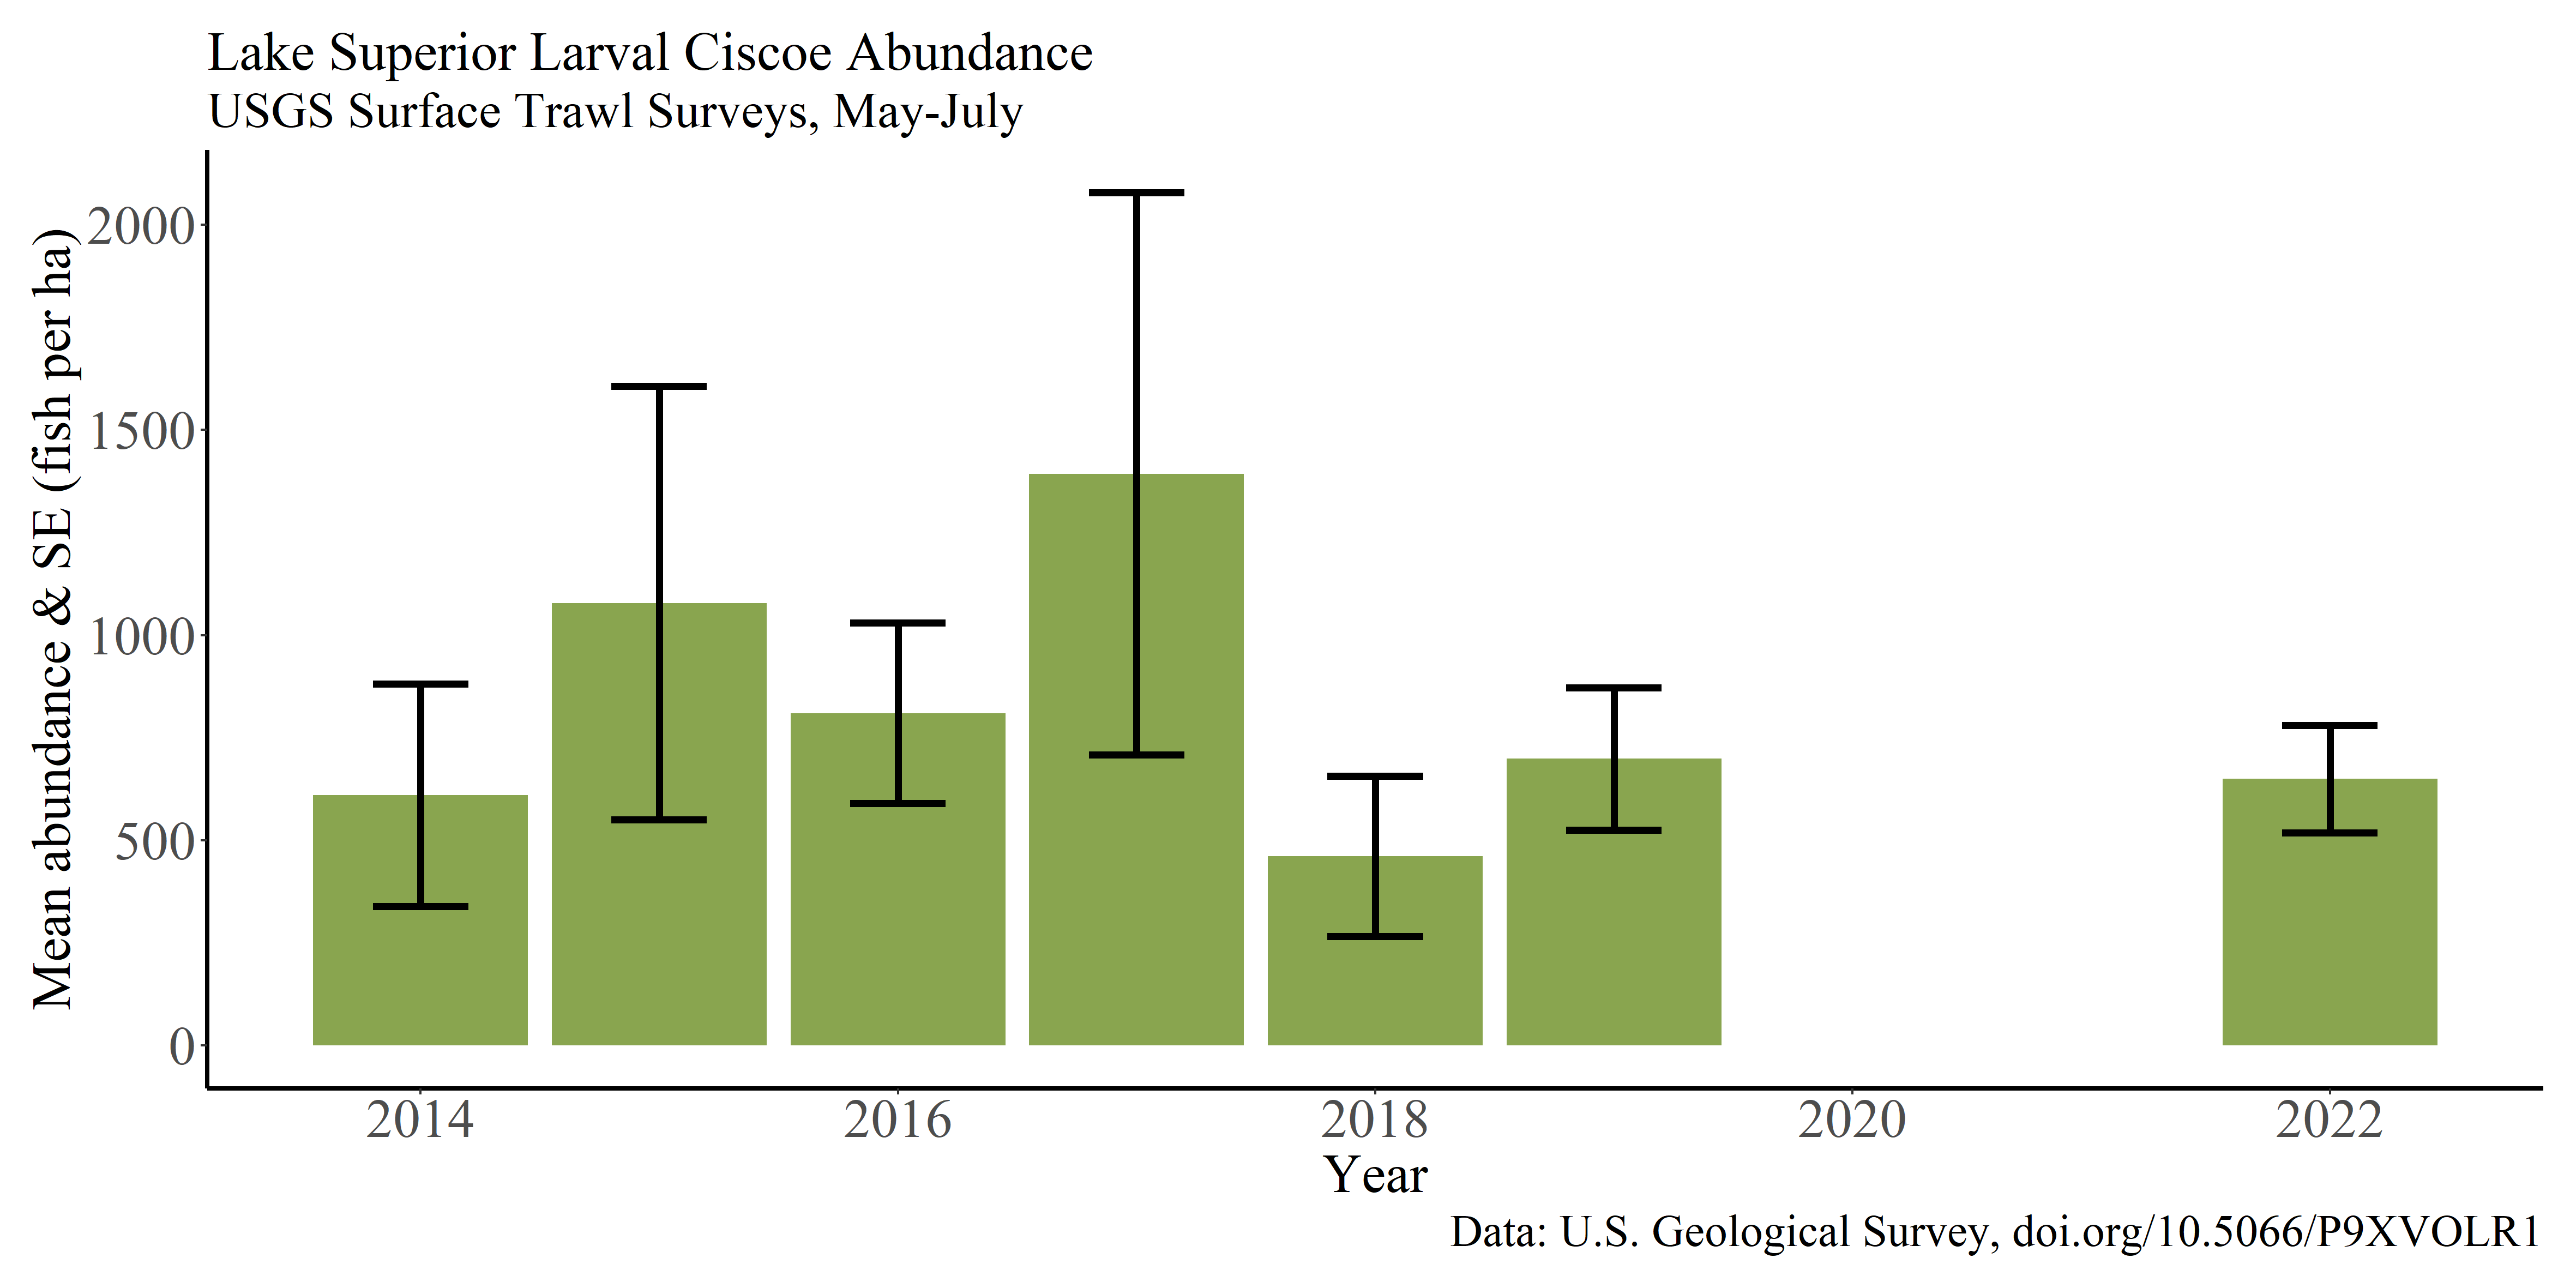 Lake Superior Larval Ciscoe Abundance
USGS Surface Trawl Surveys, May-July
Mean abundance & SE (fish per ha)
2000
1500
1000
500
0
2014 2016 2018 2020 2022
Year
Data: U.S. Geological Survey, doi.org/10.5066/P9XVOLR1